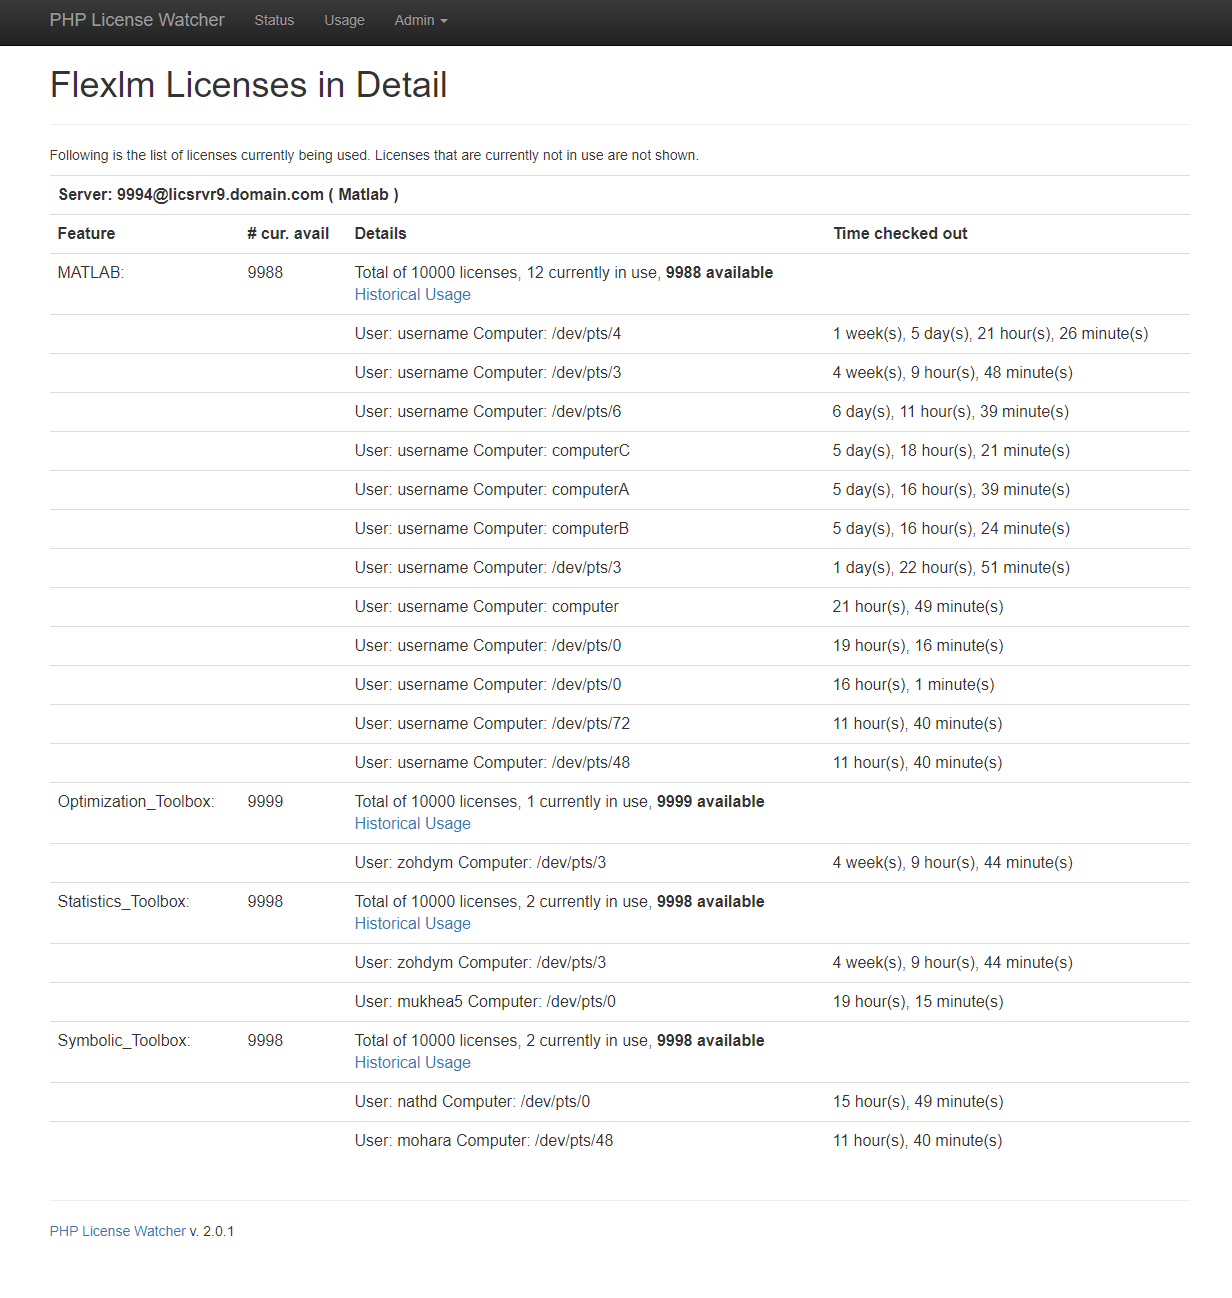 PHP License Watcher Status Usage Admin
Flexlm Licenses in Detail
Following is the list of licenses currently being used. Licenses that are currently not in use are not shown.
Server: 9994@licsrvr9.domain.com ( Matlab )
Feature # cur. avail Details Time checked out
MATLAB: 9988 Total of 10000 licenses, 12 currently in use, 9988 available
Historical Usage
User: username Computer: /dev/pts/4 1 week(s), 5 day(s), 21 hour(s), 26 minute(s)
User: username Computer: /dev/pts/3 4 week(s), 9 hour(s), 48 minute(s)
User: username Computer: /dev/pts/6 6 day(s), 11 hour(s), 39 minute(s)
User: username Computer: computerC 5 day(s), 18 hour(s), 21 minute(s)
User: username Computer: computerA 5 day(s), 16 hour(s), 39 minute(s)
User: username Computer: computerB 5 day(s), 16 hour(s), 24 minute(s)
User: username Computer: /dev/pts/3 1 day(s), 22 hour(s), 51 minute(s)
User: username Computer: computer 21 hour(s), 49 minute(s)
User: username Computer: /dev/pts/0 19 hour(s), 16 minute(s)
User: username Computer: /dev/pts/0 16 hour(s), 1 minute(s)
User: username Computer: /dev/pts/72 11 hour(s), 40 minute(s)
User: username Computer: /dev/pts/48 11 hour(s), 40 minute(s)
Optimization_Toolbox: 9999 Total of 10000 licenses, 1 currently in use, 9999 available
Historical Usage
User: zohdym Computer: /dev/pts/3 4 week(s), 9 hour(s), 44 minute(s)
Statistics_Toolbox: 9998 Total of 10000 licenses, 2 currently in use, 9998 available
Historical Usage
User: zohdym Computer: /dev/pts/3 4 week(s), 9 hour(s), 44 minute(s)
User: mukhea5 Computer: /dev/pts/0 19 hour(s), 15 minute(s)
Symbolic_Toolbox: 9998 Total of 10000 licenses, 2 currently in use, 9998 available
Historical Usage
User: nathd Computer: /dev/pts/0 15 hour(s), 49 minute(s)
User: mohara Computer: /dev/pts/48 11 hour(s), 40 minute(s)
PHP License Watcher v. 2.0.1